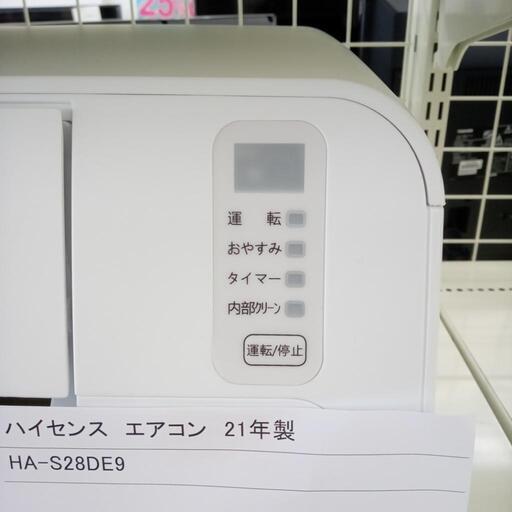 25%
運 転
おやすみ
タイマー
内部クリーン
運転/停止
ハイセンス エアコン 21年製
HA-S28DE9